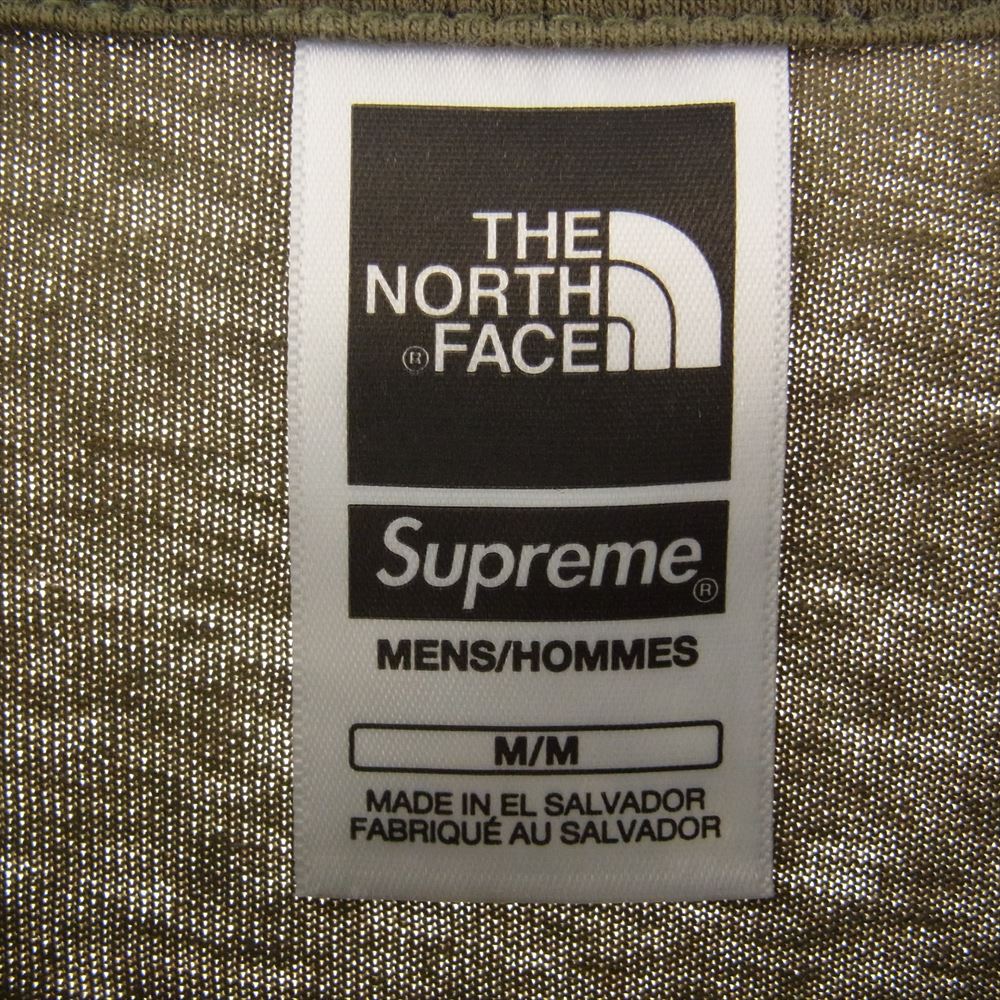 THE
NORTH
®FACE
Supreme®
MENS/HOMMES
M/M
MADE IN EL SALVADOR
FABRIQUÉ AU SALVADOR